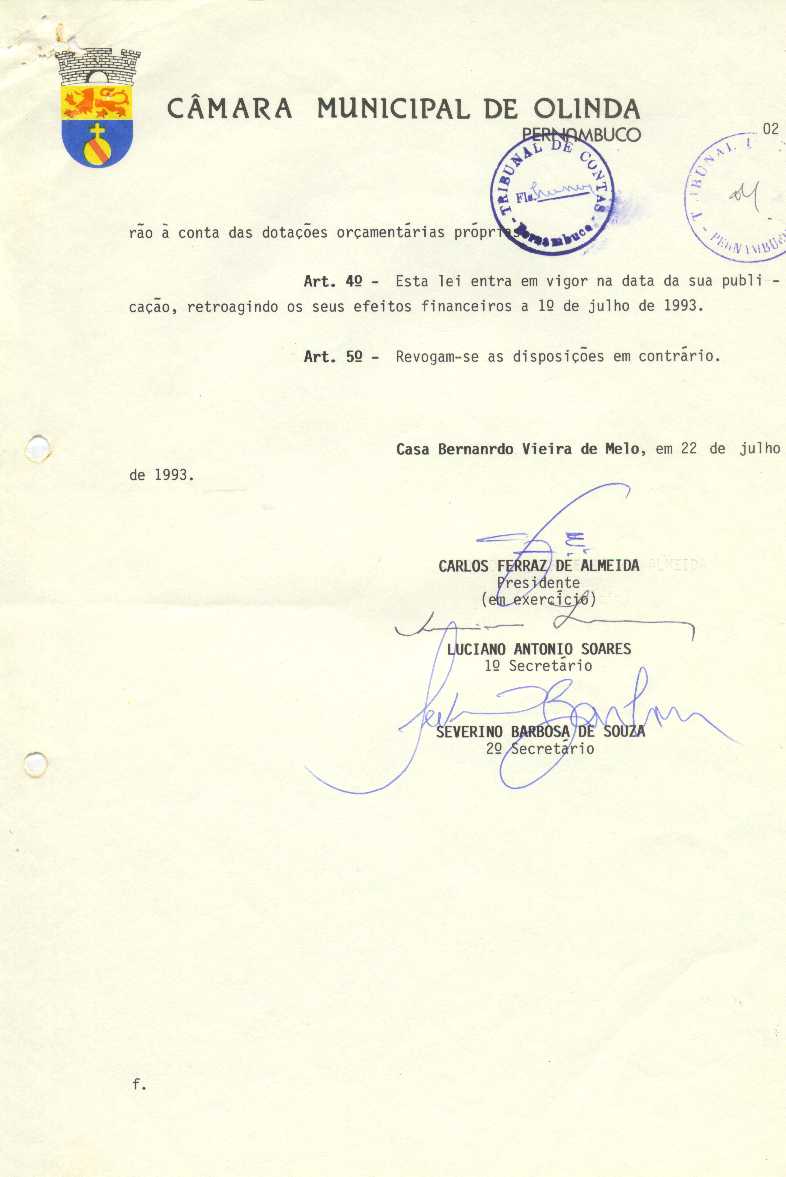 CÂMARA MUNICIPAL DE OLINDA
PERNAMBUCO
02
TRIBUNAL DE CONTAS
Fls.
- Pernambuco -
TRIBUNAL
- PERNAMBUCO
rão à conta das dotações orçamentárias próprias
Art. 4º - Esta lei entra em vigor na data da sua publi -
cação, retroagindo os seus efeitos financeiros a 1º de julho de 1993.
Art. 5º - Revogam-se as disposições em contrário.
Casa Bernanrdo Vieira de Melo, em 22 de julho
de 1993.
CARLOS FERRAZ DE ALMEIDA
Presidente
(em exercício)
LUCIANO ANTONIO SOARES
1º Secretário
SEVERINO BARBOSA DE SOUZA
2º Secretário
f.